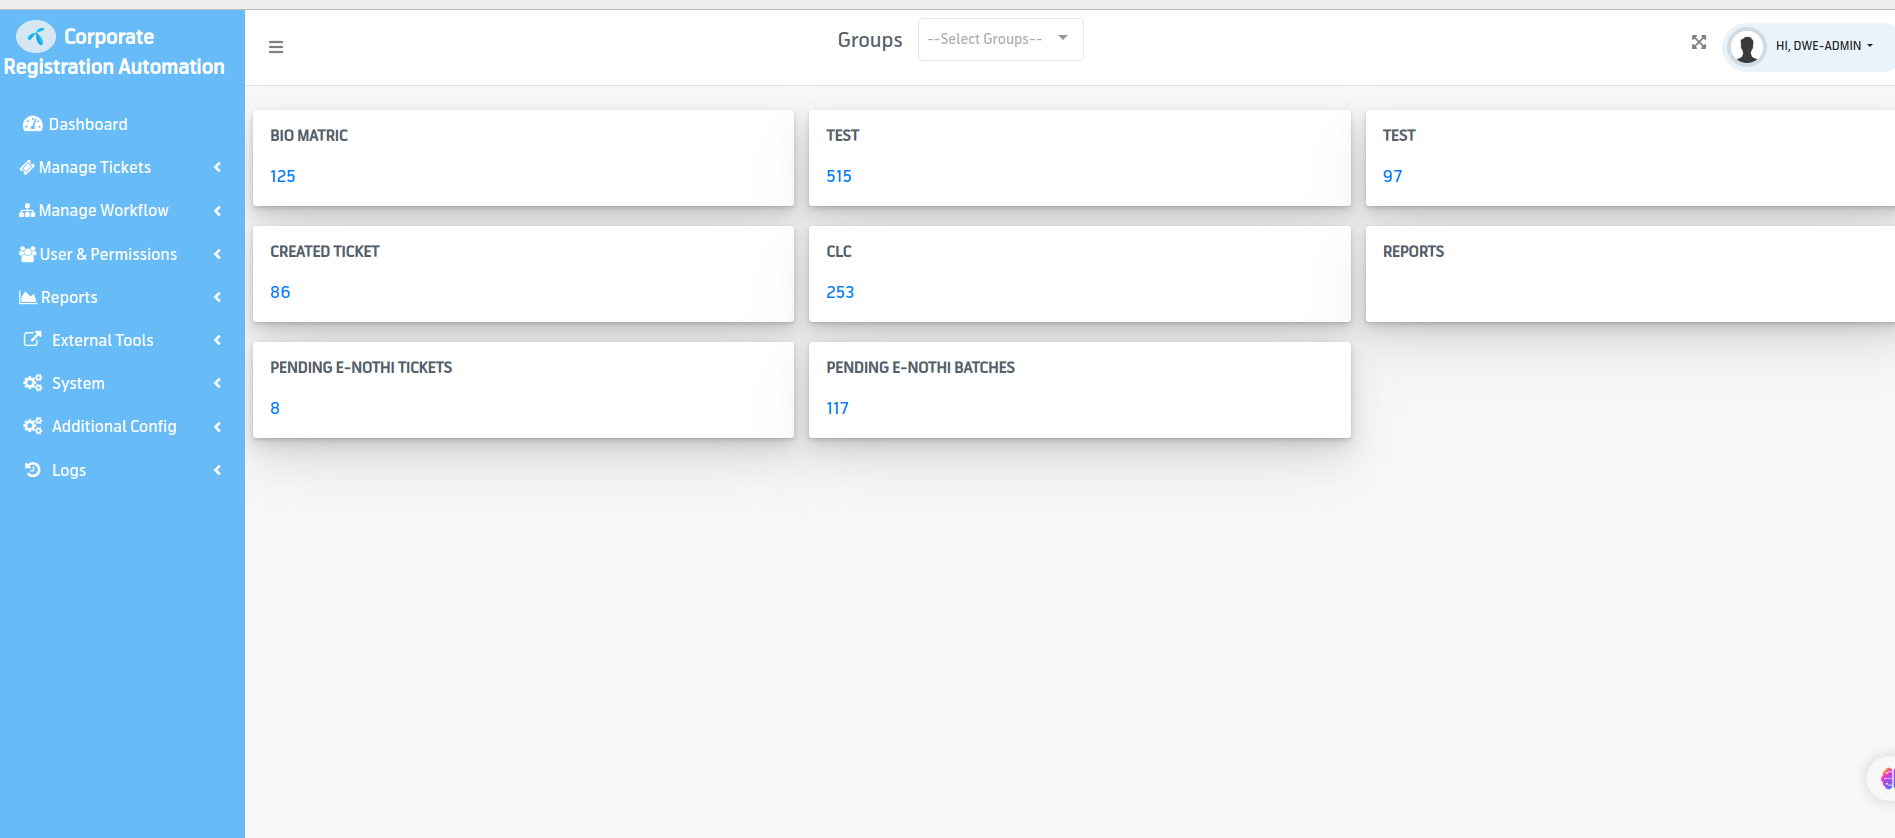 Corporate
Registration Automation
Groups
--Select Groups--
HI, DWE-ADMIN
Dashboard
Manage Tickets
Manage Workflow
User & Permissions
Reports
External Tools
System
Additional Config
Logs
BIO MATRIC
125
TEST
515
TEST
97
CREATED TICKET
86
CLC
253
REPORTS
PENDING E-NOTHI TICKETS
8
PENDING E-NOTHI BATCHES
117